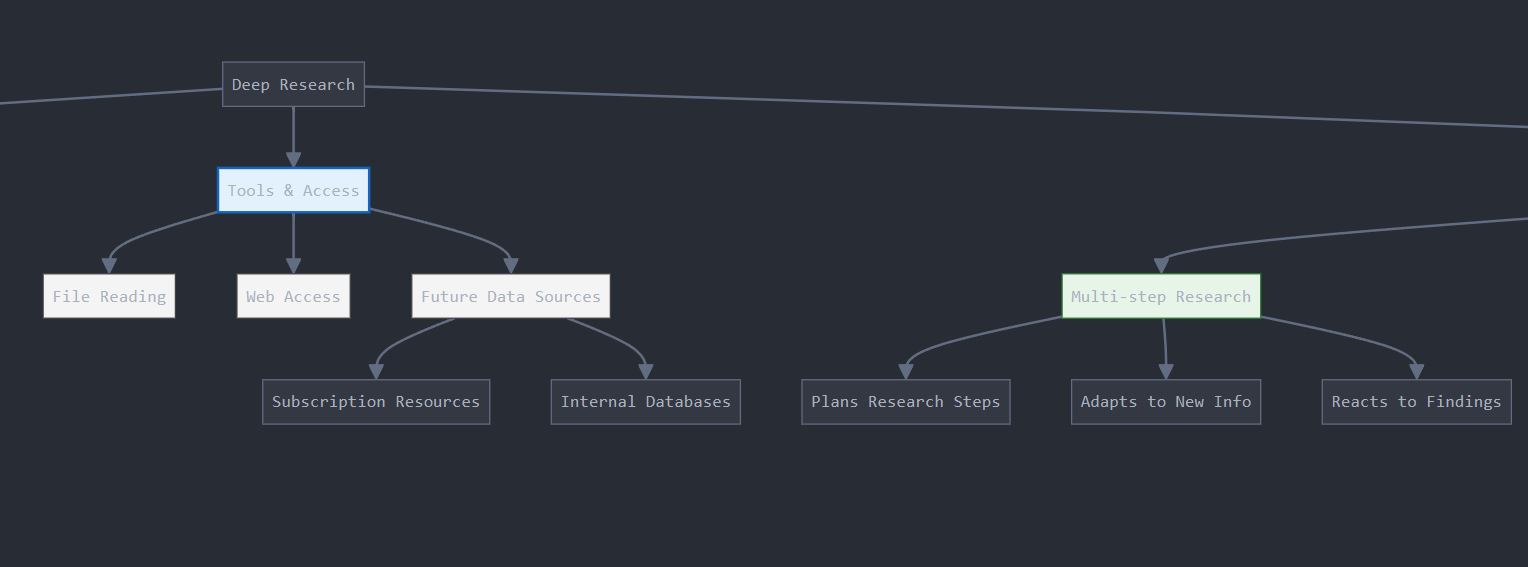 Deep Research
Tools & Access
File Reading
Web Access
Future Data Sources
Multi-step Research
Subscription Resources
Internal Databases
Plans Research Steps
Adapts to New Info
Reacts to Findings